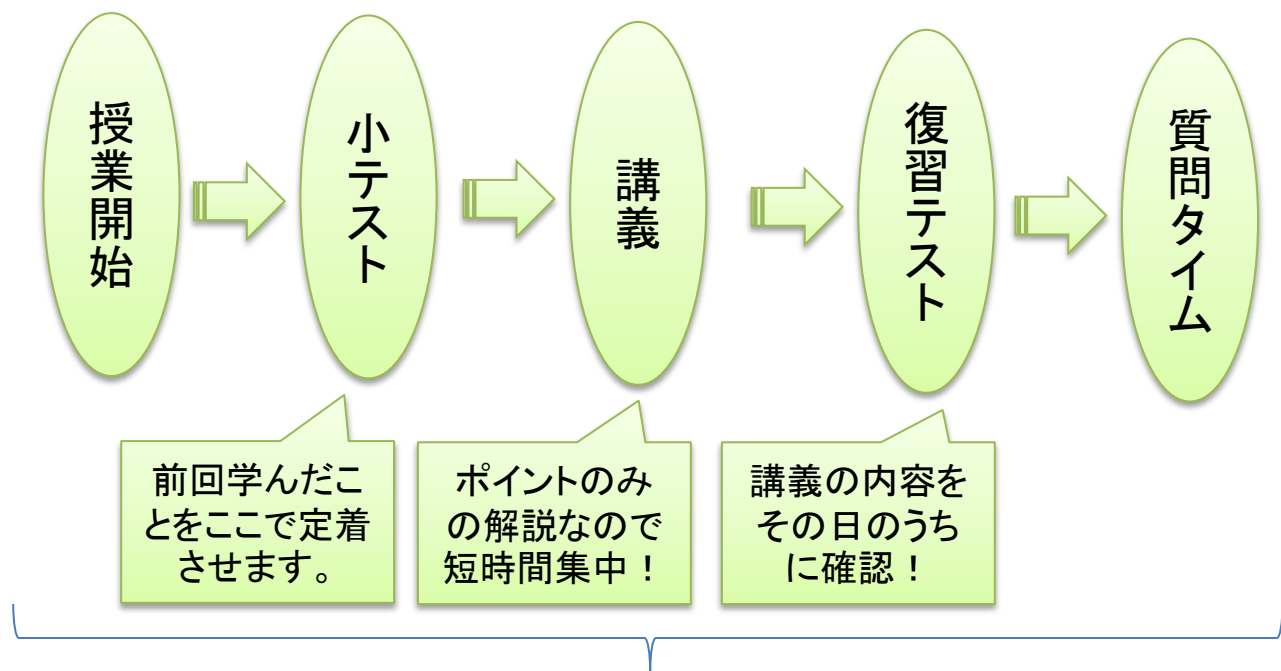 授業開始
小テスト
講義
復習テスト
質問タイム
前回学んだこ
とをここで定着
させます。
ポイントのみ
の解説なので
短時間集中！
講義の内容を
その日のうち
に確認！